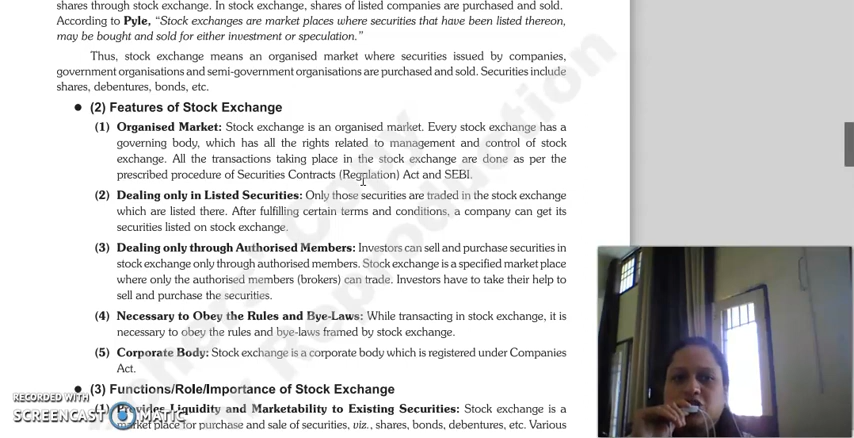 shares through stock exchange. In stock exchange, shares of listed companies are purchased and sold.
According to Pyle, “Stock exchanges are market places where securities that have been listed thereon,
may be bought and sold for either investment or speculation.”
Thus, stock exchange means an organised market where securities issued by companies,
government organisations and semi-government organisations are purchased and sold. Securities include
shares, debentures, bonds, etc.
● (2) Features of Stock Exchange
(1) Organised Market: Stock exchange is an organised market. Every stock exchange has a
governing body, which has all the rights related to management and control of stock
exchange. All the transactions taking place in the stock exchange are done as per the
prescribed procedure of Securities Contracts (Regulation) Act and SEBI.
(2) Dealing only in Listed Securities: Only those securities are traded in the stock exchange
which are listed there. After fulfilling certain terms and conditions, a company can get its
securities listed on stock exchange.
(3) Dealing only through Authorised Members: Investors can sell and purchase securities in
stock exchange only through authorised members. Stock exchange is a specified market place
where only the authorised members (brokers) can trade. Investors have to take their help to
sell and purchase the securities.
(4) Necessary to Obey the Rules and Bye-Laws: While transacting in stock exchange, it is
necessary to obey the rules and bye-laws framed by stock exchange.
(5) Corporate Body: Stock exchange is a corporate body which is registered under Companies
Act.
● (3) Functions/Role/Importance of Stock Exchange
(1) Provides Liquidity and Marketability to Existing Securities: Stock exchange is a
market place for purchase and sale of securities, viz., shares, bonds, debentures, etc. Various
RECORDED WITH
SCREENCAST MATIC